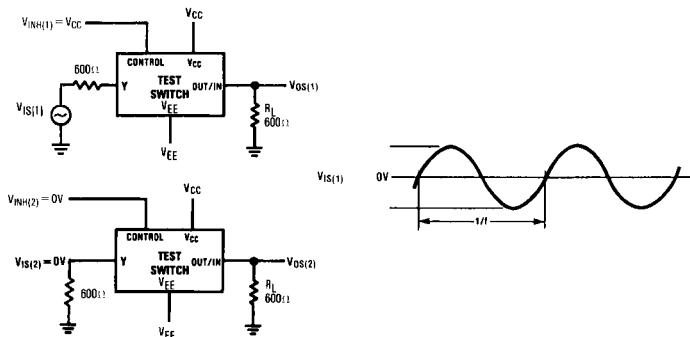 V_INH(1) = V_CC
V_CC
600Ω
CONTROL
V_CC
Y
TEST
SWITCH
OUT/IN
V_OS(1)
V_IS(1)
V_EE
R_L
600Ω
V_EE
V_INH(2) = 0V
V_CC
CONTROL
V_CC
V_IS(2) = 0V
Y
TEST
SWITCH
OUT/IN
V_OS(2)
600Ω
V_EE
R_L
600Ω
V_EE
V_IS(1)
0V
1/f